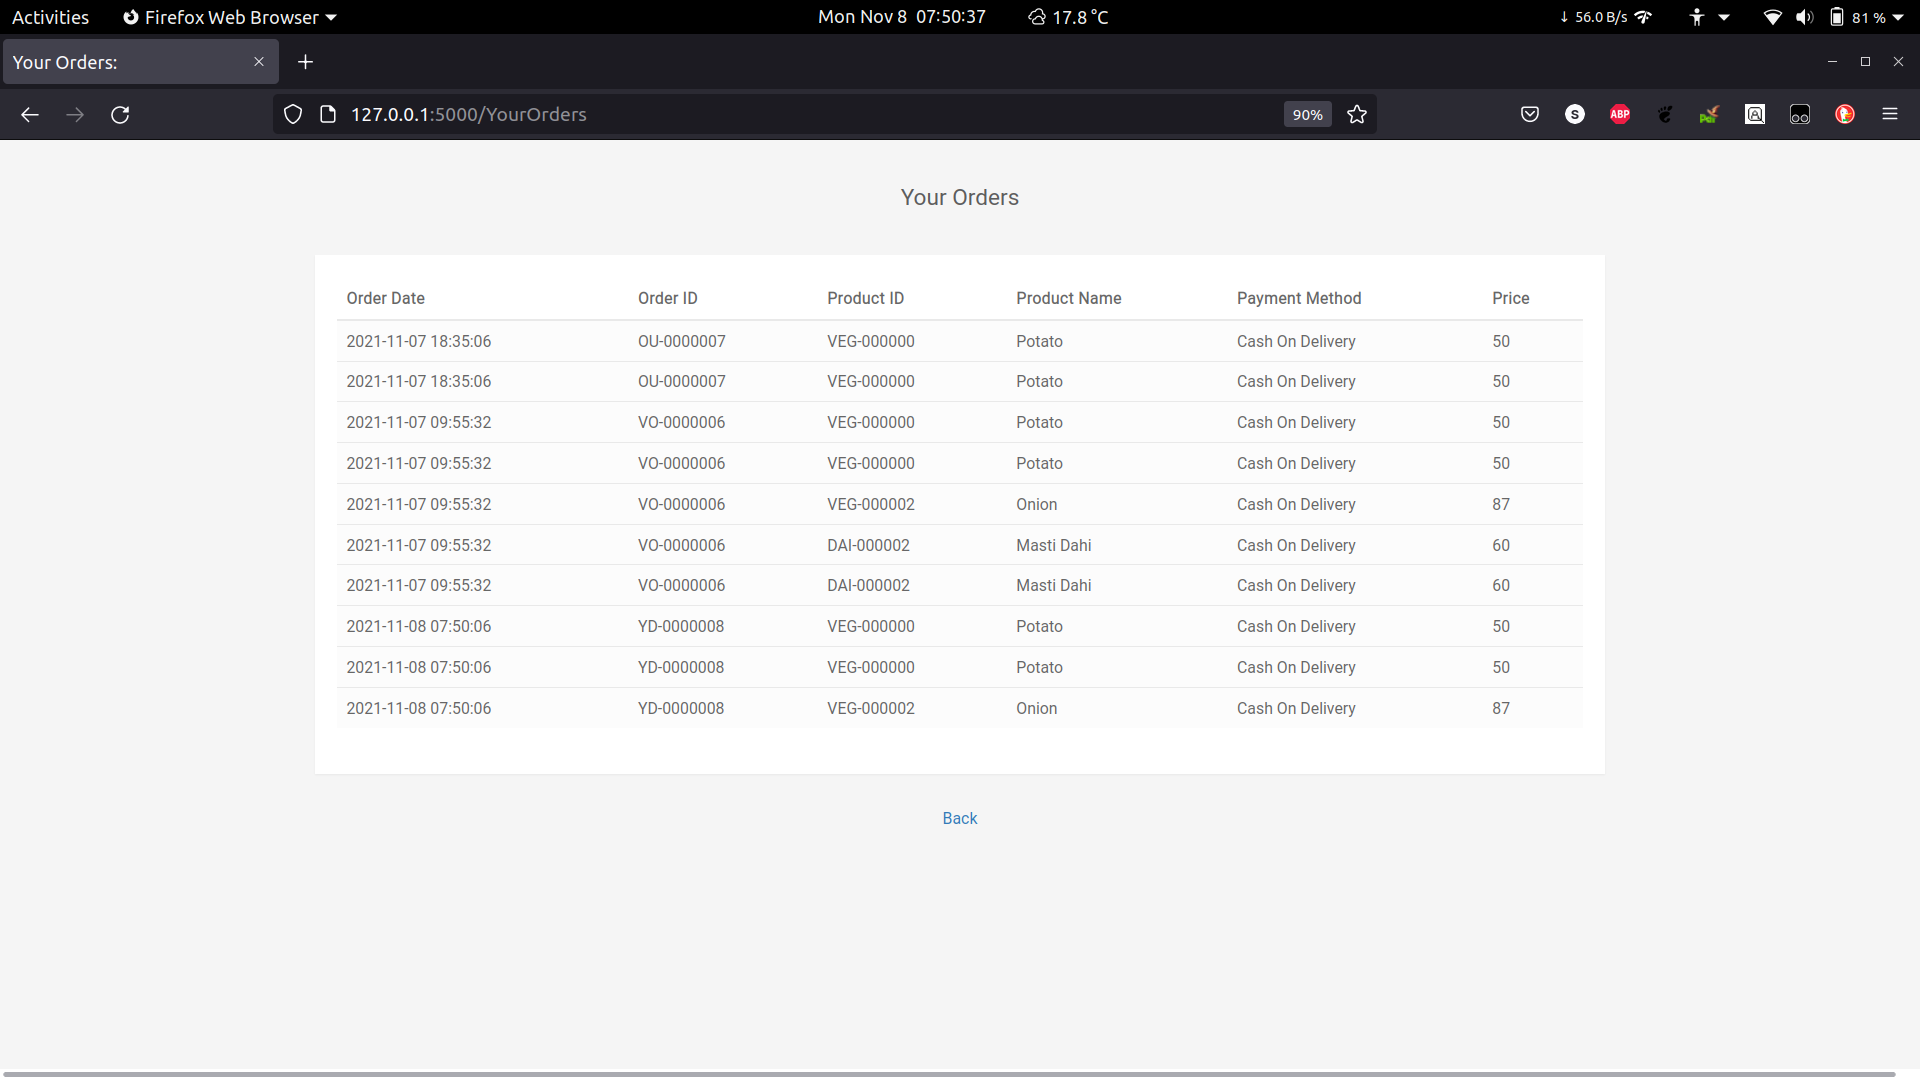 Activities Firefox Web Browser Mon Nov 8 07:50:37 17.8 °C ↓ 56.0 B/s 81 %
Your Orders:
127.0.0.1:5000/YourOrders 90% S ABP
Your Orders
Order Date Order ID Product ID Product Name Payment Method Price
2021-11-07 18:35:06 OU-0000007 VEG-000000 Potato Cash On Delivery 50
2021-11-07 18:35:06 OU-0000007 VEG-000000 Potato Cash On Delivery 50
2021-11-07 09:55:32 VO-0000006 VEG-000000 Potato Cash On Delivery 50
2021-11-07 09:55:32 VO-0000006 VEG-000000 Potato Cash On Delivery 50
2021-11-07 09:55:32 VO-0000006 VEG-000002 Onion Cash On Delivery 87
2021-11-07 09:55:32 VO-0000006 DAI-000002 Masti Dahi Cash On Delivery 60
2021-11-07 09:55:32 VO-0000006 DAI-000002 Masti Dahi Cash On Delivery 60
2021-11-08 07:50:06 YD-0000008 VEG-000000 Potato Cash On Delivery 50
2021-11-08 07:50:06 YD-0000008 VEG-000000 Potato Cash On Delivery 50
2021-11-08 07:50:06 YD-0000008 VEG-000002 Onion Cash On Delivery 87
Back